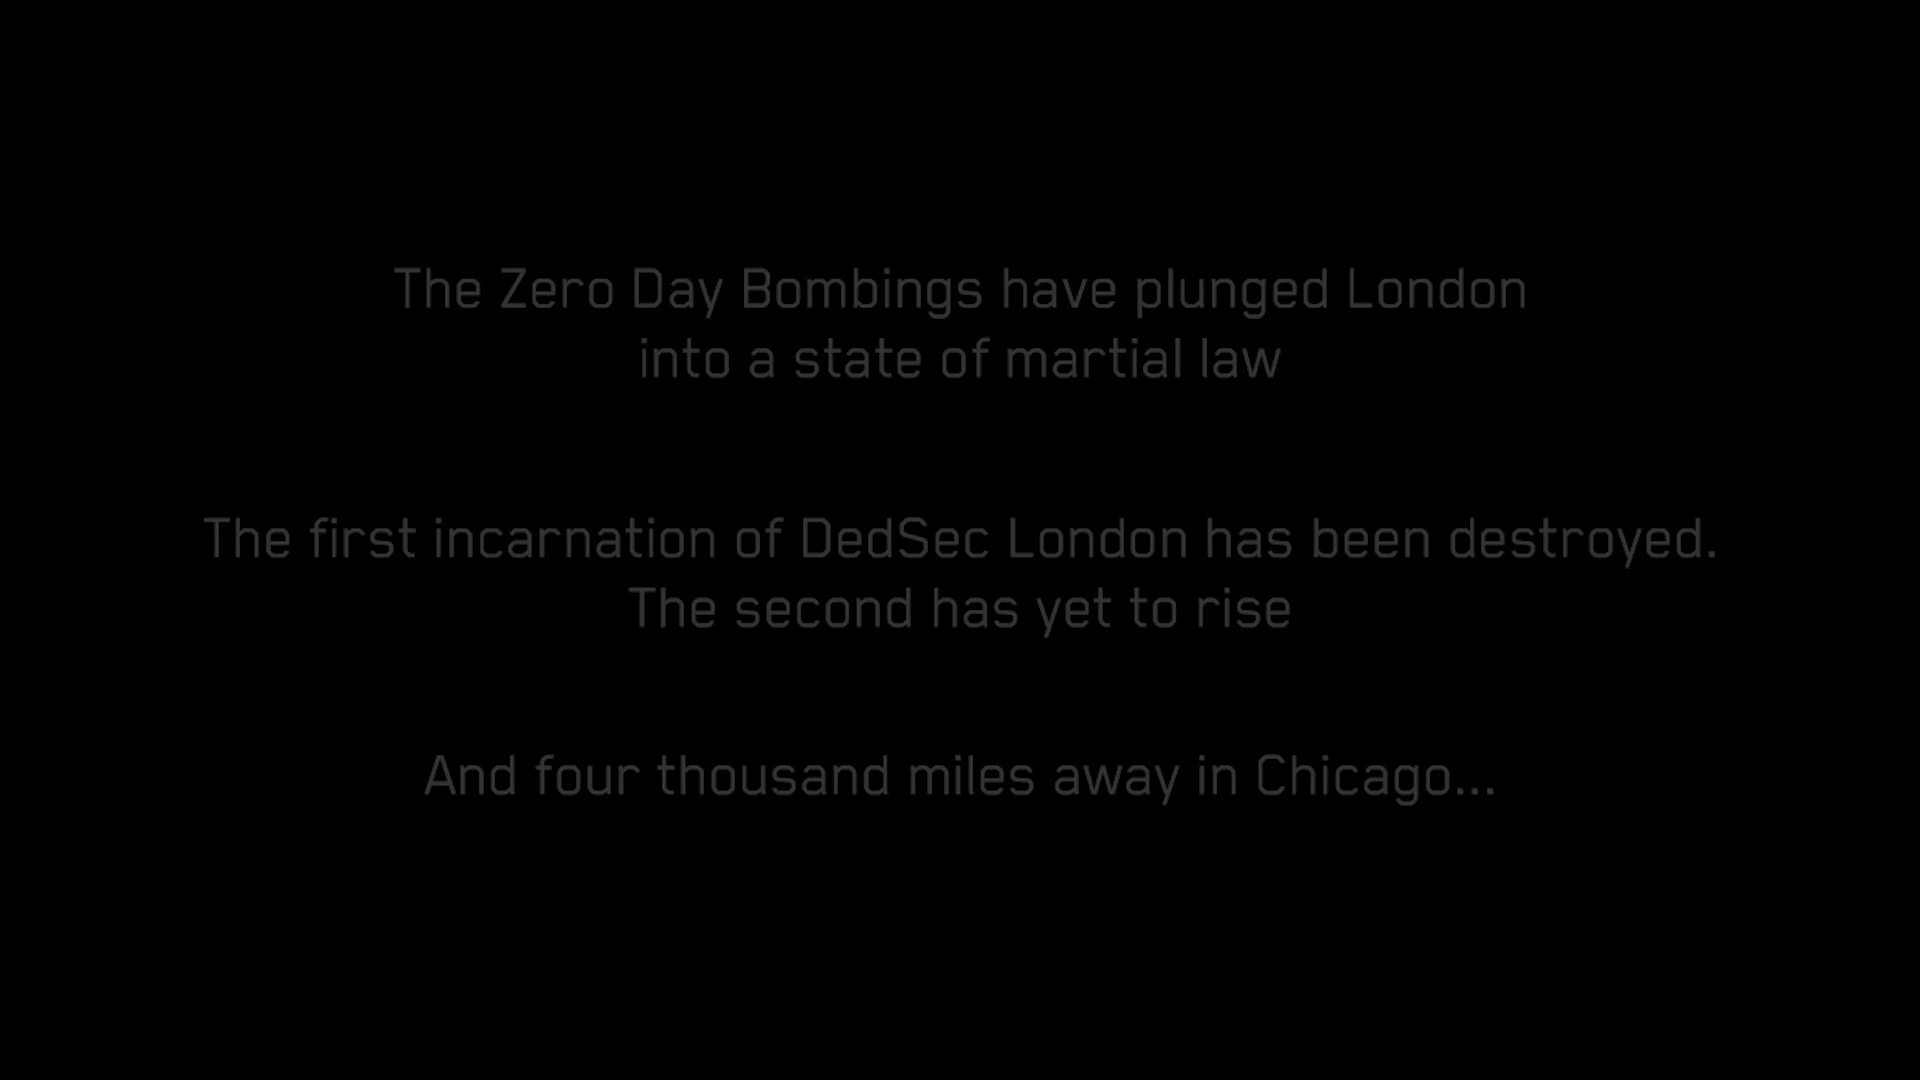 The Zero Day Bombings have plunged London
into a state of martial law
The first incarnation of DedSec London has been destroyed.
The second has yet to rise
And four thousand miles away in Chicago...